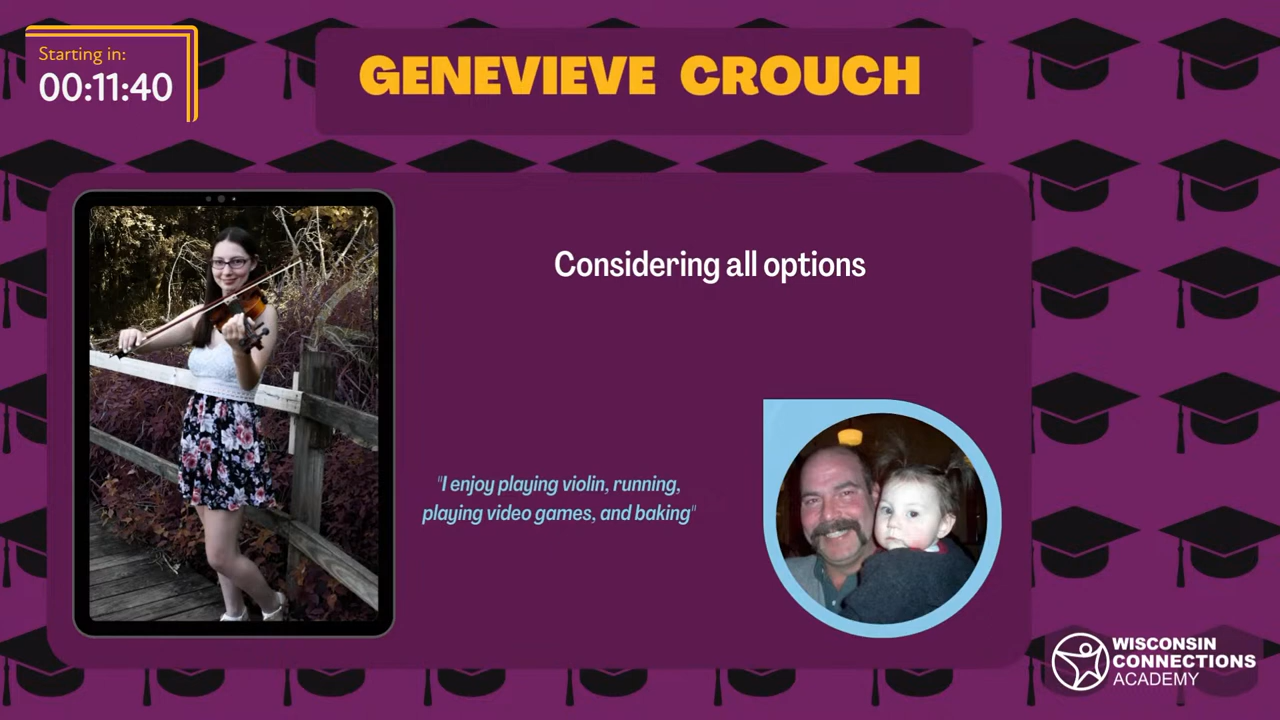 Starting in:
00:11:40
GENEVIEVE CROUCH
Considering all options
"I enjoy playing violin, running,
playing video games, and baking"
WISCONSIN
CONNECTIONS
ACADEMY